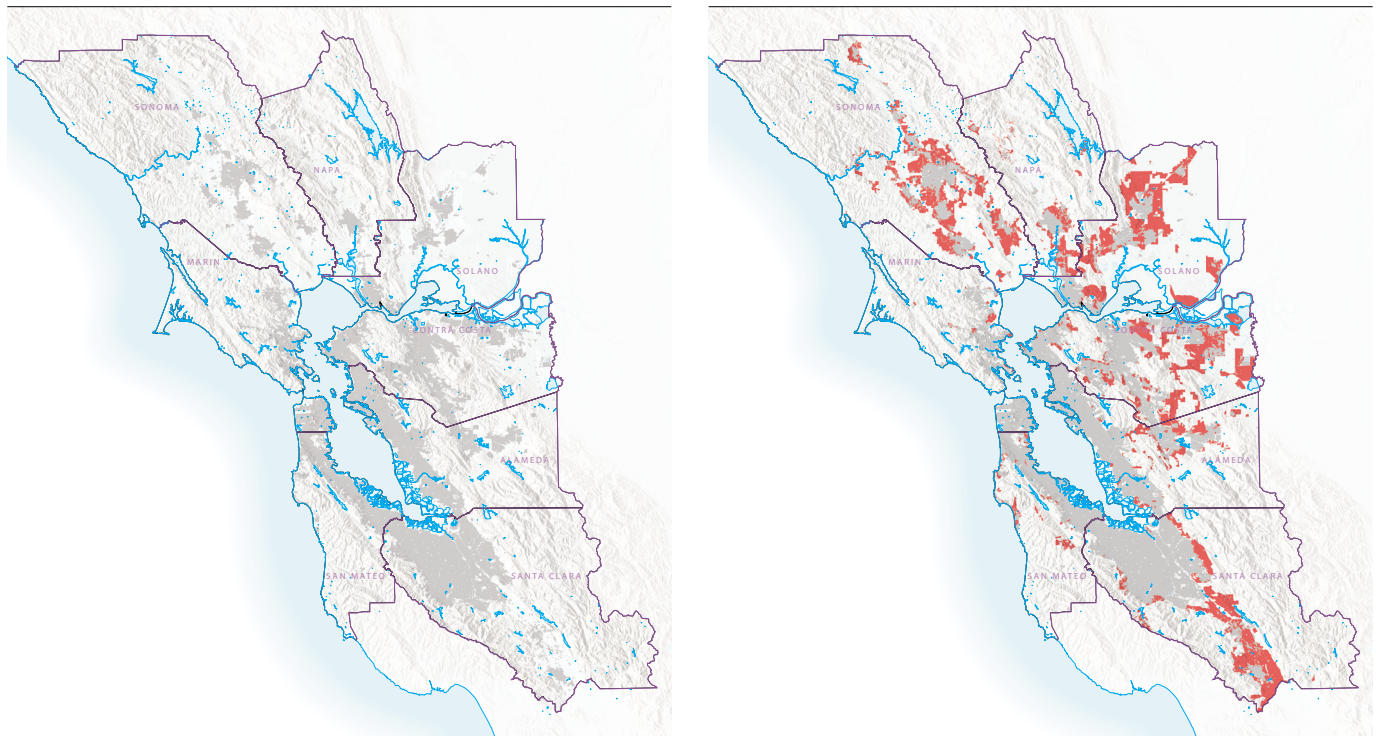 SONOMA
NAPA
MARIN
SOLANO
CONTRA COSTA
ALAMEDA
SAN MATEO
SANTA CLARA
SONOMA
NAPA
MARIN
SOLANO
CONTRA COSTA
ALAMEDA
SAN MATEO
SANTA CLARA